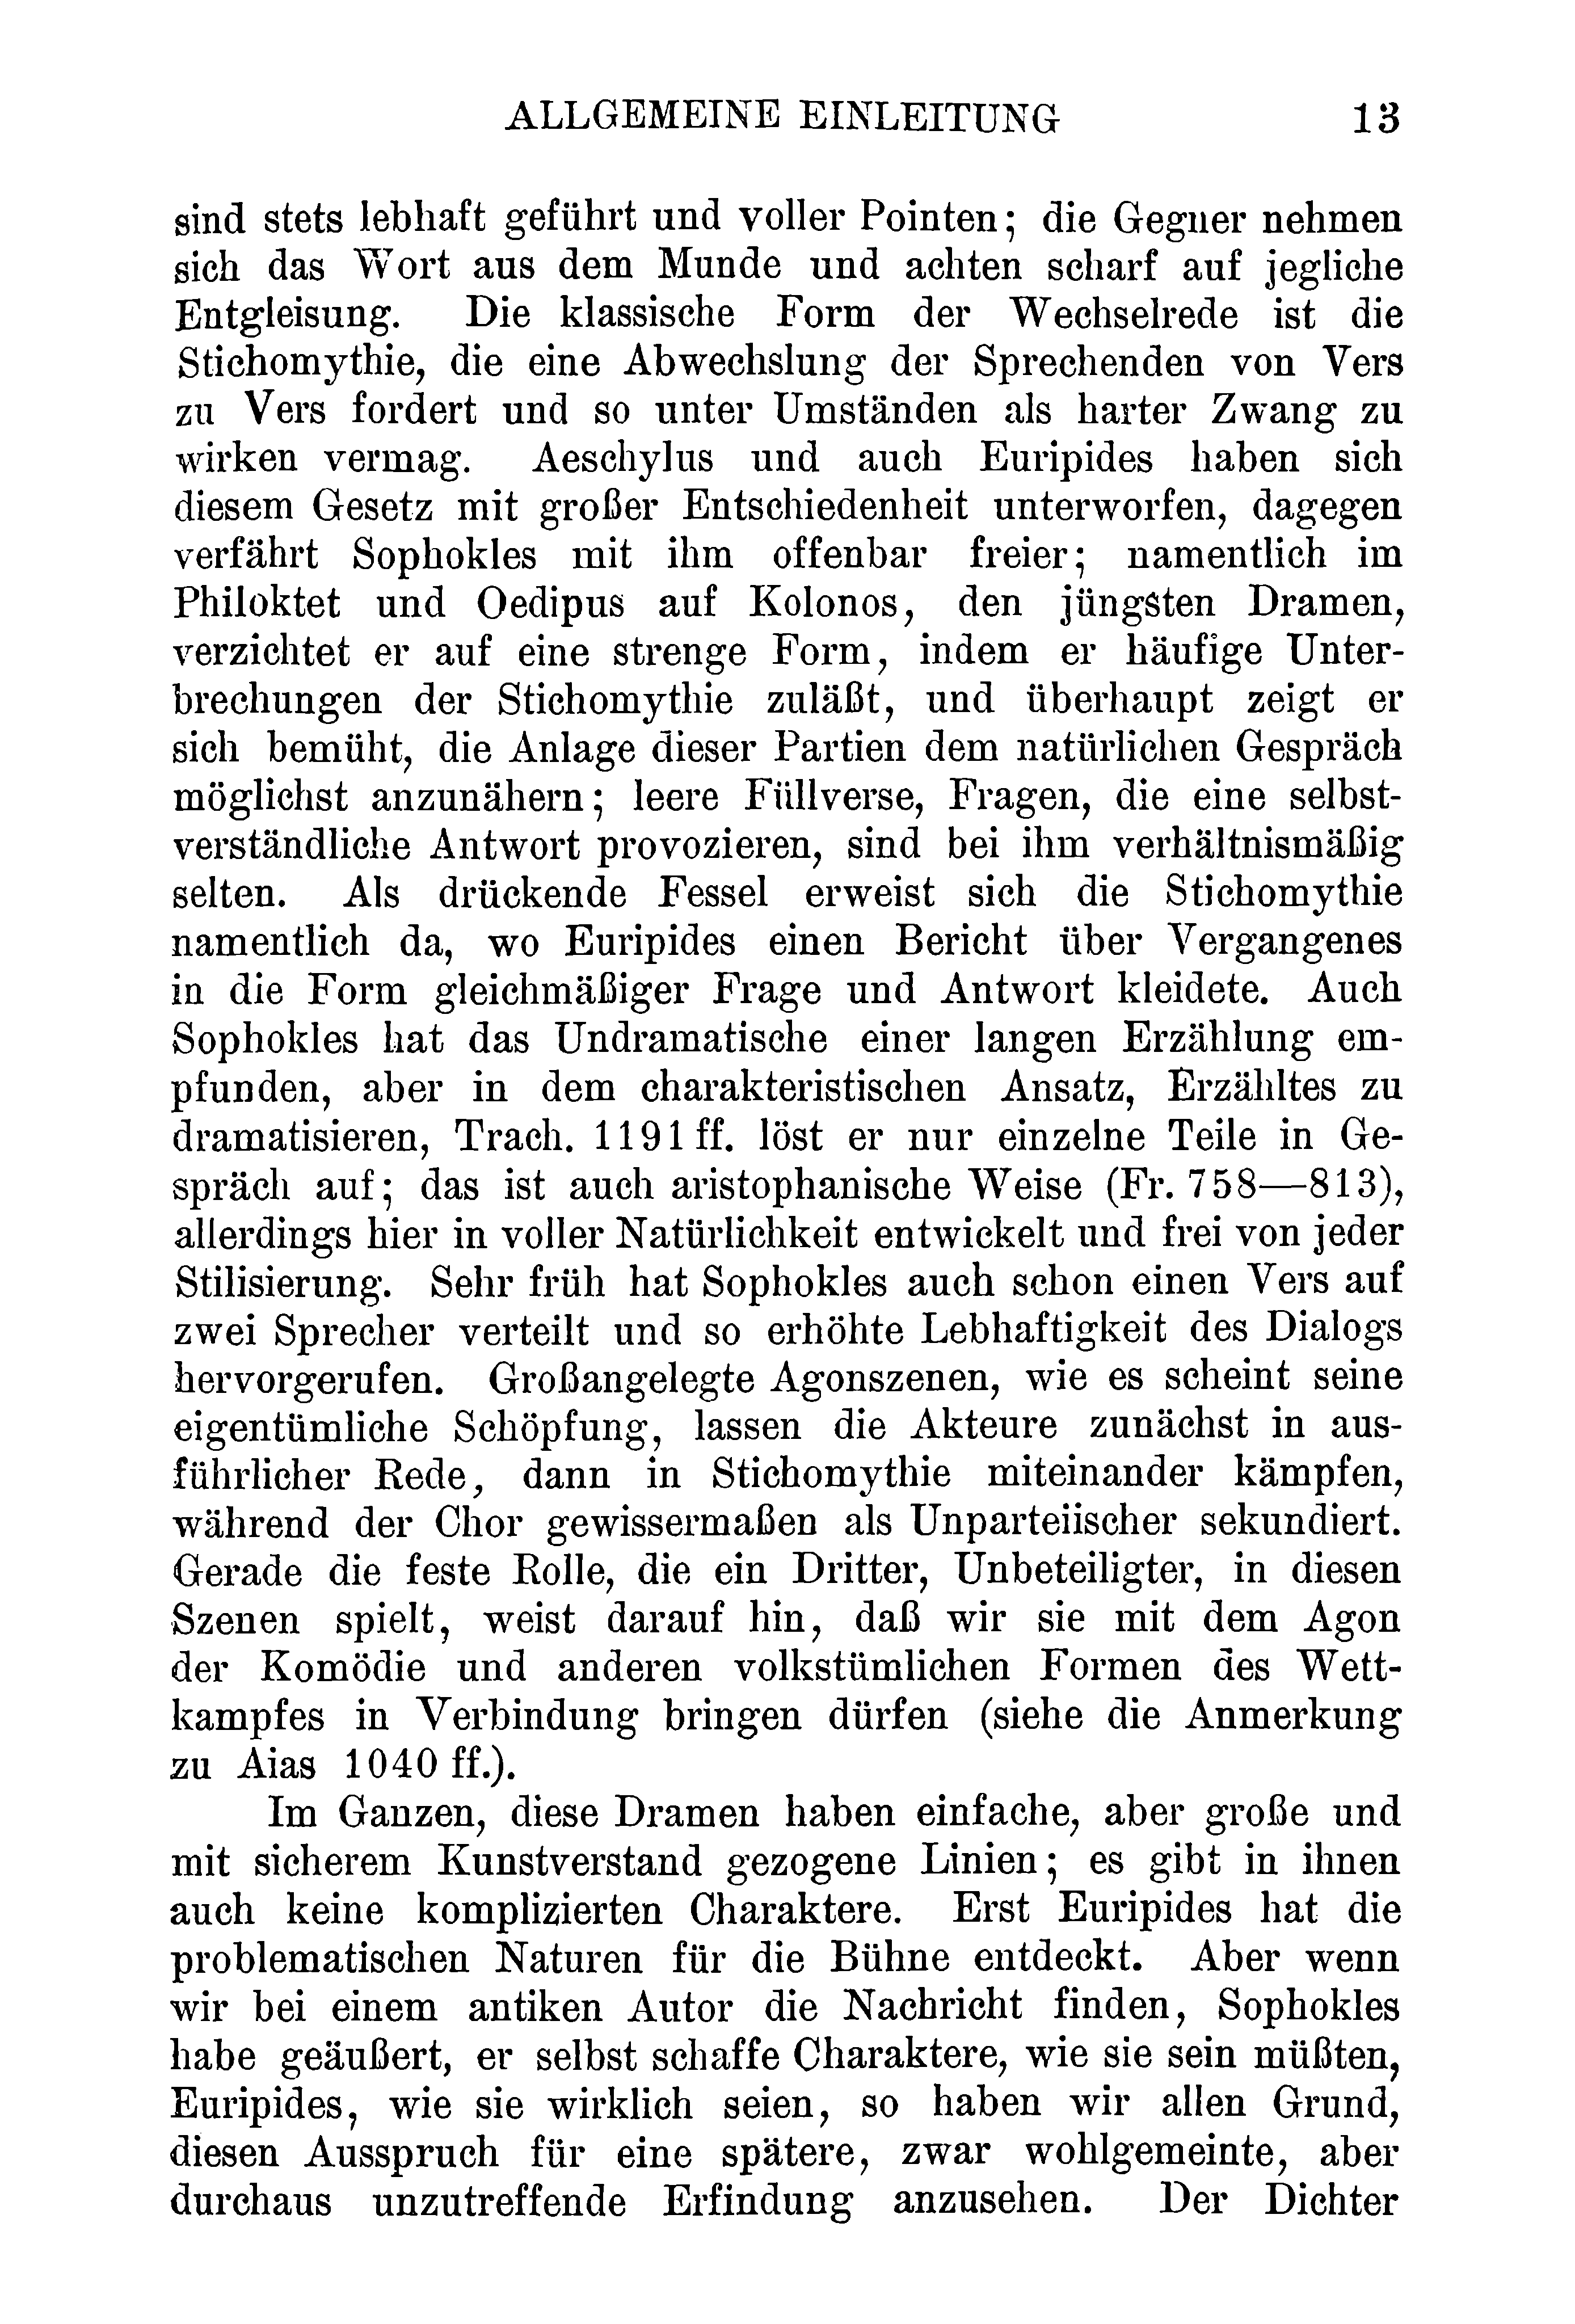 ALLGEMEINE EINLEITUNG 13
sind stets lebhaft geführt und voller Pointen; die Gegner nehmen
sich das Wort aus dem Munde und achten scharf auf jegliche
Entgleisung. Die klassische Form der Wechselrede ist die
Stichomythie, die eine Abwechslung der Sprechenden von Vers
zu Vers fordert und so unter Umständen als harter Zwang zu
wirken vermag. Aeschylus und auch Euripides haben sich
diesem Gesetz mit großer Entschiedenheit unterworfen, dagegen
verfährt Sophokles mit ihm offenbar freier; namentlich im
Philoktet und Oedipus auf Kolonos, den jüngsten Dramen,
verzichtet er auf eine strenge Form, indem er häufige Unter-
brechungen der Stichomythie zuläßt, und überhaupt zeigt er
sich bemüht, die Anlage dieser Partien dem natürlichen Gespräch
möglichst anzunähern; leere Füllverse, Fragen, die eine selbst-
verständliche Antwort provozieren, sind bei ihm verhältnismäßig
selten. Als drückende Fessel erweist sich die Stichomythie
namentlich da, wo Euripides einen Bericht über Vergangenes
in die Form gleichmäßiger Frage und Antwort kleidete. Auch
Sophokles hat das Undramatische einer langen Erzählung em-
pfunden, aber in dem charakteristischen Ansatz, Erzähltes zu
dramatisieren, Trach. 1191 ff. löst er nur einzelne Teile in Ge-
spräch auf; das ist auch aristophanische Weise (Fr. 758—813),
allerdings hier in voller Natürlichkeit entwickelt und frei von jeder
Stilisierung. Sehr früh hat Sophokles auch schon einen Vers auf
zwei Sprecher verteilt und so erhöhte Lebhaftigkeit des Dialogs
hervorgerufen. Großangelegte Agonszenen, wie es scheint seine
eigentümliche Schöpfung, lassen die Akteure zunächst in aus-
führlicher Rede, dann in Stichomythie miteinander kämpfen,
während der Chor gewissermaßen als Unparteiischer sekundiert.
Gerade die feste Rolle, die ein Dritter, Unbeteiligter, in diesen
Szenen spielt, weist darauf hin, daß wir sie mit dem Agon
der Komödie und anderen volkstümlichen Formen des Wett-
kampfes in Verbindung bringen dürfen (siehe die Anmerkung
zu Aias 1040 ff.).
Im Ganzen, diese Dramen haben einfache, aber große und
mit sicherem Kunstverstand gezogene Linien; es gibt in ihnen
auch keine komplizierten Charaktere. Erst Euripides hat die
problematischen Naturen für die Bühne entdeckt. Aber wenn
wir bei einem antiken Autor die Nachricht finden, Sophokles
habe geäußert, er selbst schaffe Charaktere, wie sie sein müßten,
Euripides, wie sie wirklich seien, so haben wir allen Grund,
diesen Ausspruch für eine spätere, zwar wohlgemeinte, aber
durchaus unzutreffende Erfindung anzusehen. Der Dichter